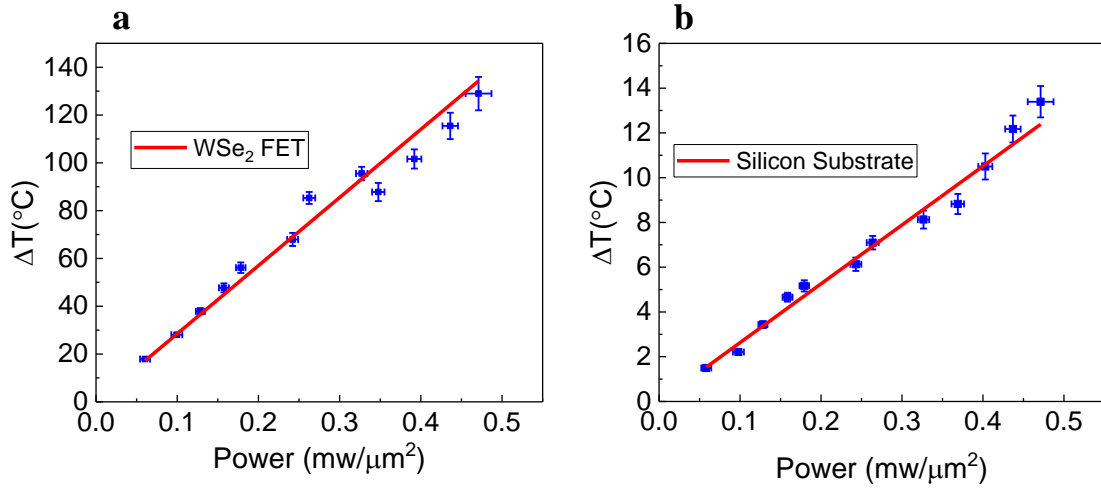 a
140
120
100
80
60
40
20
0
ΔT(°C)
WSe₂ FET
0.0 0.1 0.2 0.3 0.4 0.5
Power (mw/μm²)
b
16
14
12
10
8
6
4
2
0
ΔT(°C)
Silicon Substrate
0.0 0.1 0.2 0.3 0.4 0.5
Power (mw/μm²)